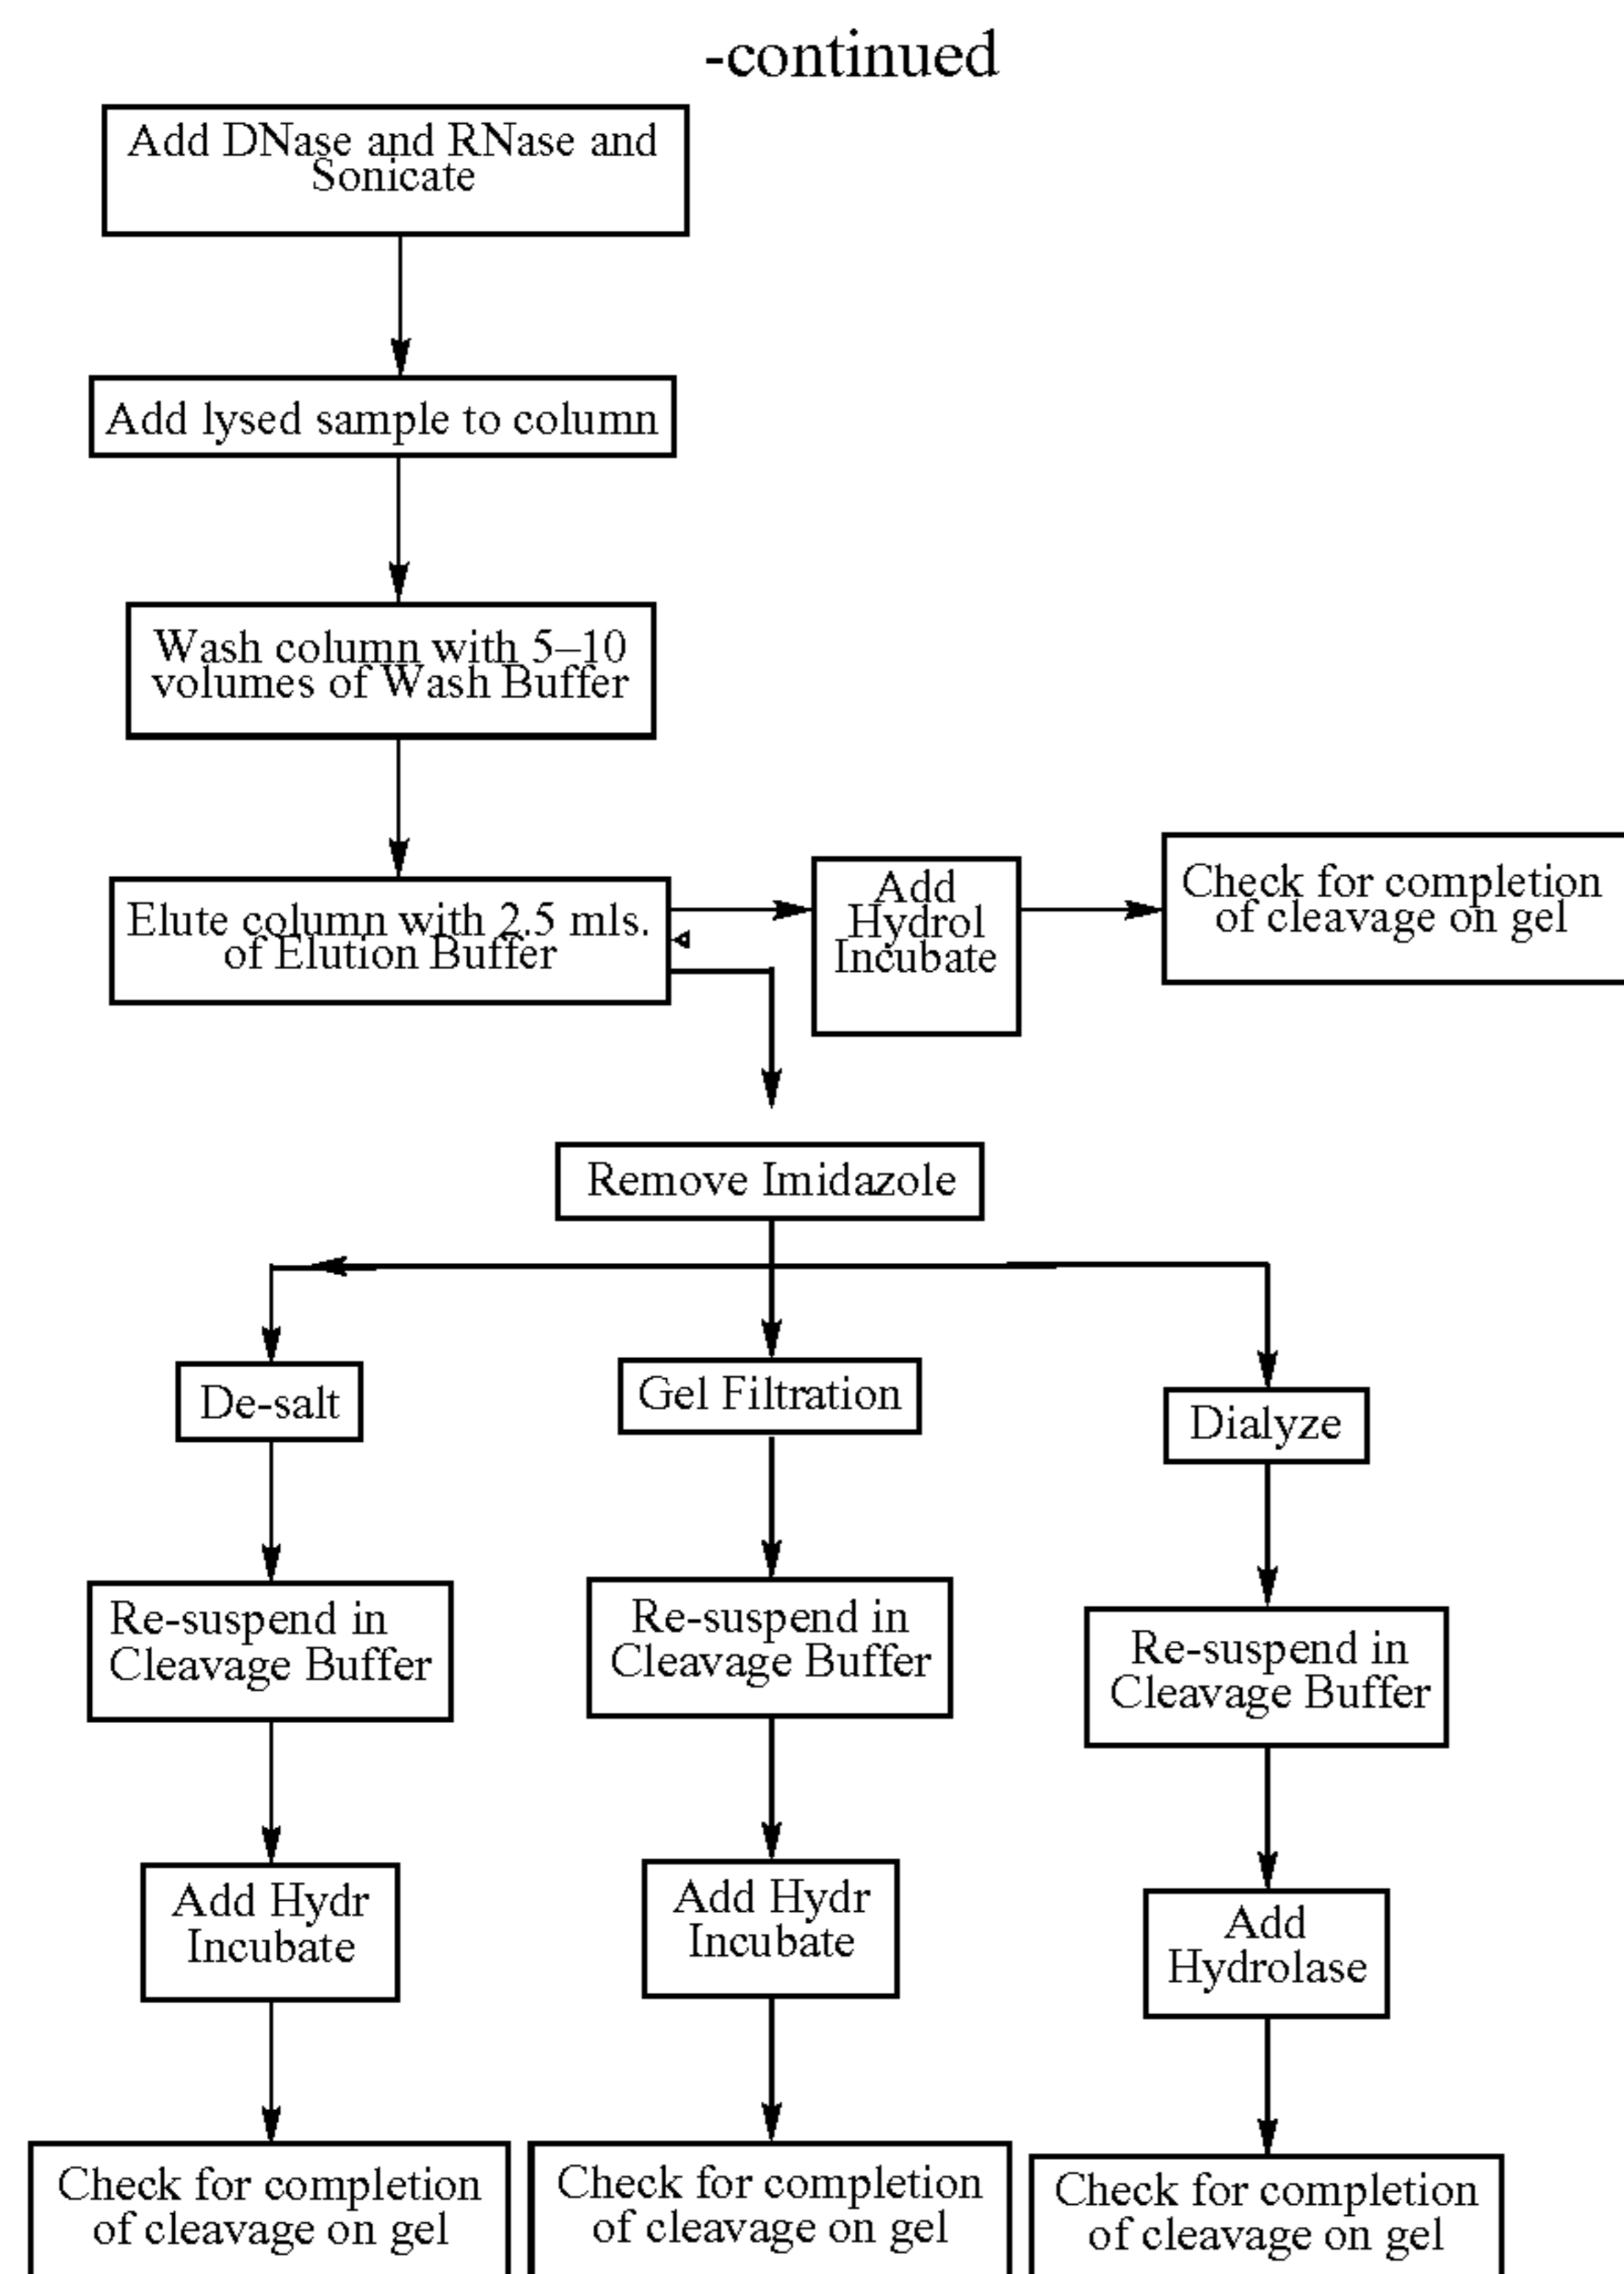 -continued
Add DNase and RNase and
Sonicate
Add lysed sample to column
Wash column with 5–10
volumes of Wash Buffer
Elute column with 2.5 mls.
of Elution Buffer
Add
Hydrol
Incubate
Check for completion
of cleavage on gel
Remove Imidazole
De-salt
Gel Filtration
Dialyze
Re-suspend in
Cleavage Buffer
Re-suspend in
Cleavage Buffer
Re-suspend in
Cleavage Buffer
Add Hydr
Incubate
Add Hydr
Incubate
Add
Hydrolase
Check for completion
of cleavage on gel
Check for completion
of cleavage on gel
Check for completion
of cleavage on gel